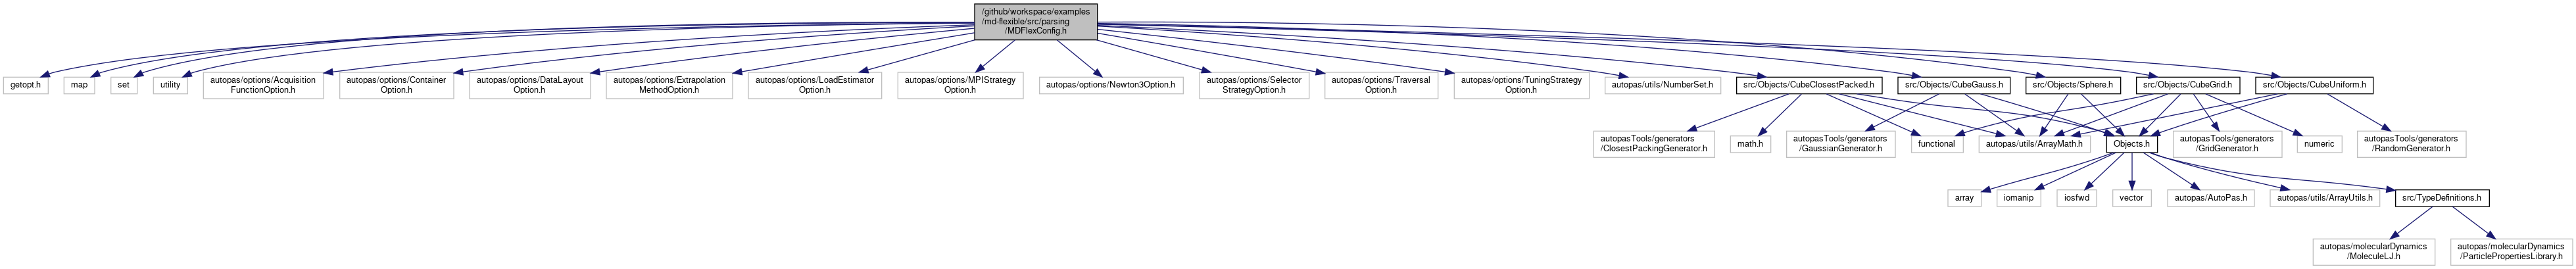 /github/workspace/examples
/md-flexible/src/parsing
/MDFlexConfig.h
getopt.h
map
set
utility
autopas/options/Acquisition
FunctionOption.h
autopas/options/Container
Option.h
autopas/options/DataLayout
Option.h
autopas/options/Extrapolation
MethodOption.h
autopas/options/LoadEstimator
Option.h
autopas/options/MPIStrategy
Option.h
autopas/options/Newton3Option.h
autopas/options/Selector
StrategyOption.h
autopas/options/Traversal
Option.h
autopas/options/TuningStrategy
Option.h
autopas/utils/NumberSet.h
src/Objects/CubeClosestPacked.h
src/Objects/CubeGauss.h
src/Objects/Sphere.h
src/Objects/CubeGrid.h
src/Objects/CubeUniform.h
autopasTools/generators
/ClosestPackingGenerator.h
math.h
autopasTools/generators
/GaussianGenerator.h
functional
autopas/utils/ArrayMath.h
Objects.h
autopasTools/generators
/GridGenerator.h
numeric
autopasTools/generators
/RandomGenerator.h
array
iomanip
iosfwd
vector
autopas/AutoPas.h
autopas/utils/ArrayUtils.h
src/TypeDefinitions.h
autopas/molecularDynamics
/MoleculeLJ.h
autopas/molecularDynamics
/ParticlePropertiesLibrary.h